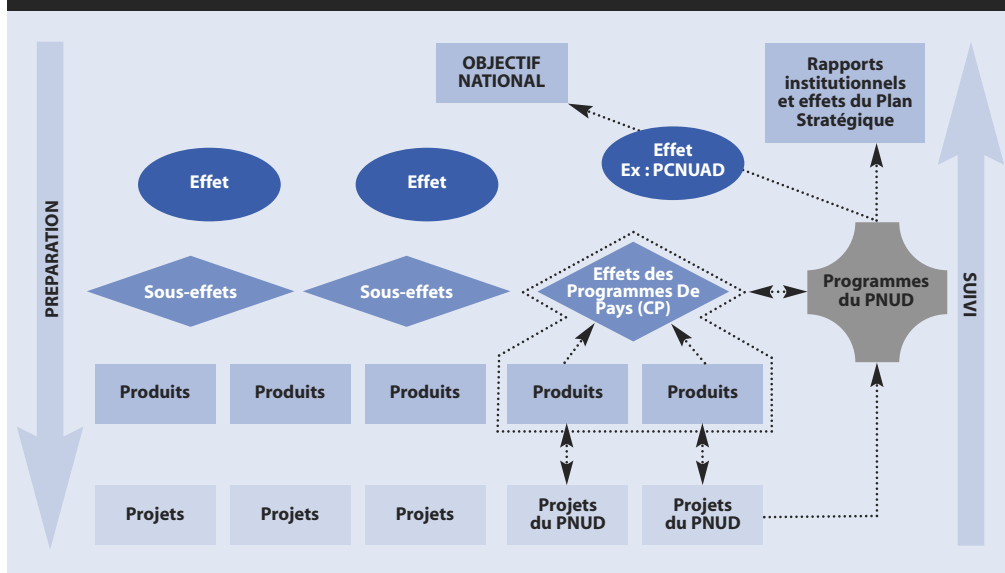 OBJECTIF
NATIONAL
Rapports
institutionnels
et effets du Plan
Stratégique
Effet
Effet
Effet
Ex : PCNUAD
PREPARATION
Sous-effets
Sous-effets
Effets des
Programmes De
Pays (CP)
Programmes
du PNUD
SUIVI
Produits
Produits
Produits
Produits
Produits
Projets
Projets
Projets
Projets
du PNUD
Projets
du PNUD